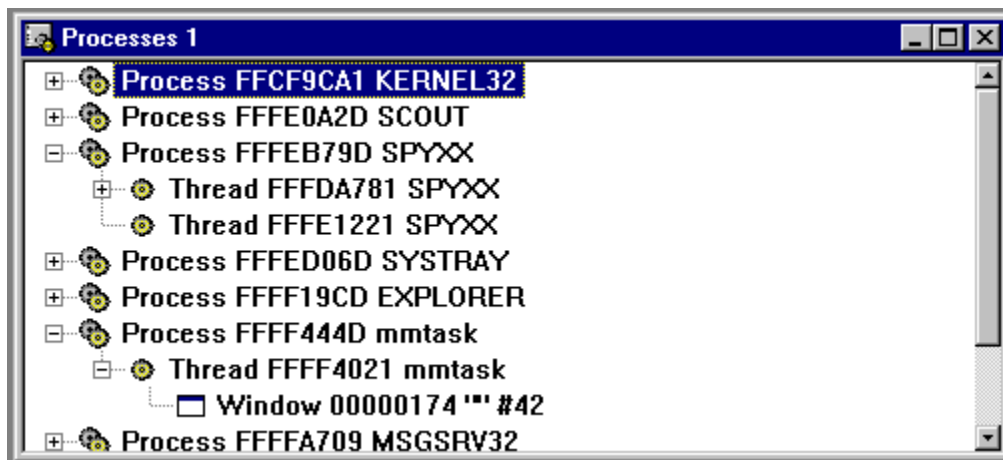 Processes 1
Process FFCF9CA1 KERNEL32
Process FFFE0A2D SCOUT
Process FFFEB79D SPYXX
Thread FFFDA781 SPYXX
Thread FFFE1221 SPYXX
Process FFFED06D SYSTRAY
Process FFFF19CD EXPLORER
Process FFFF444D mmtask
Thread FFFF4021 mmtask
Window 00000174 "" #42
Process FFFFA709 MSGSRV32